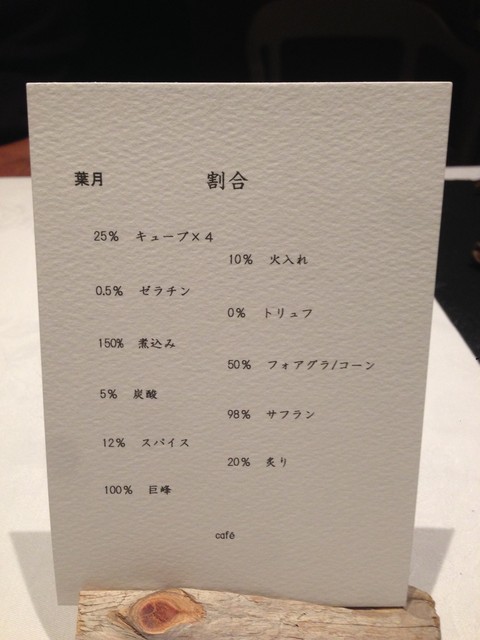 葉月 割合
25% キューブ×4
10% 火入れ
0.5% ゼラチン
0% トリュフ
150% 煮込み
50% フォアグラ/コーン
5% 炭酸
98% サフラン
12% スパイス
20% 炙り
100% 巨峰
café